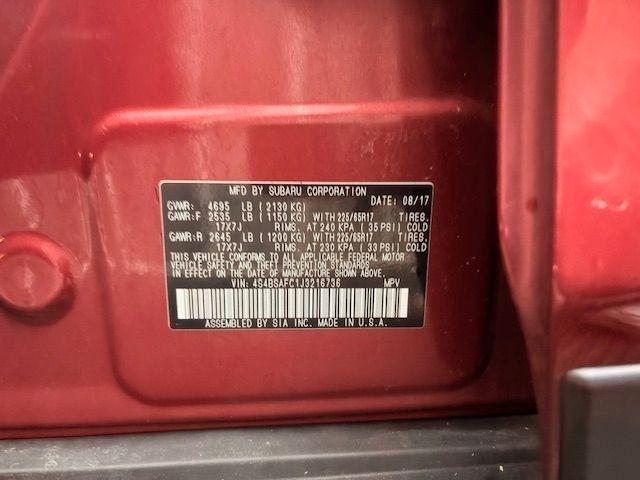 MFD BY SUBARU CORPORATION
GVWR: 4695 LB (2130 KG) DATE: 08/17
GAWR:F 2535 LB (1150 KG) WITH 225/65R17 TIRES.
17X7J RIMS, AT 240 KPA (35 PSI) COLD
GAWR:R 2645 LB (1200 KG) WITH 225/65R17 TIRES.
17X7J RIMS, AT 230 KPA (33 PSI) COLD
THIS VEHICLE CONFORMS TO ALL APPLICABLE FEDERAL MOTOR
VEHICLE SAFETY AND THEFT PREVENTION STANDARDS
IN EFFECT ON THE DATE OF MANUFACTURE SHOWN ABOVE.
VIN: 4S4BSAFC1J3216736 MPV
ASSEMBLED BY SIA INC. MADE IN U.S.A.